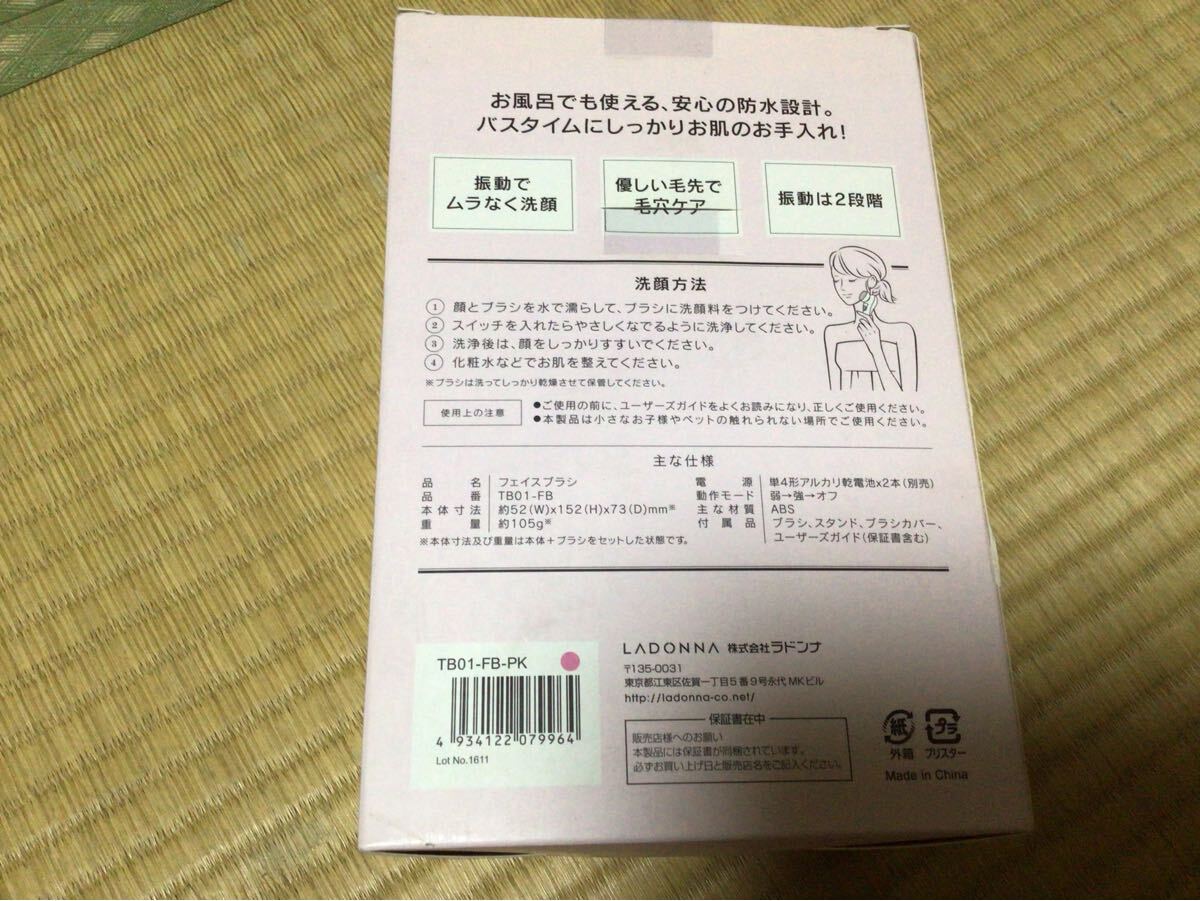 お風呂でも使える、安心の防水設計。
バスタイムにしっかりお肌のお手入れ!
振動で
ムラなく洗顔
優しい毛先で
毛穴ケア
振動は2段階
洗顔方法
① 顔とブラシを水で濡らして、ブラシに洗顔料をつけてください。
② スイッチを入れたらやさしくなでるように洗浄してください。
③ 洗浄後は、顔をしっかりすすいでください。
④ 化粧水などでお肌を整えてください。
※ブラシは洗ってしっかり乾燥させて保管してください。
使用上の注意
●ご使用の前に、ユーザーズガイドをよくお読みになり、正しくご使用ください。
●本製品は小さなお子様やペットの触れられない場所でご使用ください。
主な仕様
品名 フェイスブラシ
品番 TB01-FB
本体寸法 約52(W)x152(H)x73(D)mm※
重量 約105g※
※本体寸法及び重量は本体+ブラシをセットした状態です。
電源 単4形アルカリ乾電池x2本(別売)
動作モード 弱→強→オフ
主な材質 ABS
付属品 ブラシ、スタンド、ブラシカバー、
ユーザーズガイド(保証書含む)
TB01-FB-PK
4 934122 079964
Lot No.1611
LADONNA 株式会社ラドンナ
〒135-0031
東京都江東区佐賀一丁目5番9号永代MKビル
http://ladonna-co.net/
保証書在中
販売店様へのお願い
本製品には保証書が同梱されています。
必ずお買い上げ日と販売店名をご記入ください。
紙
外箱
プラ
ブリスター
Made in China